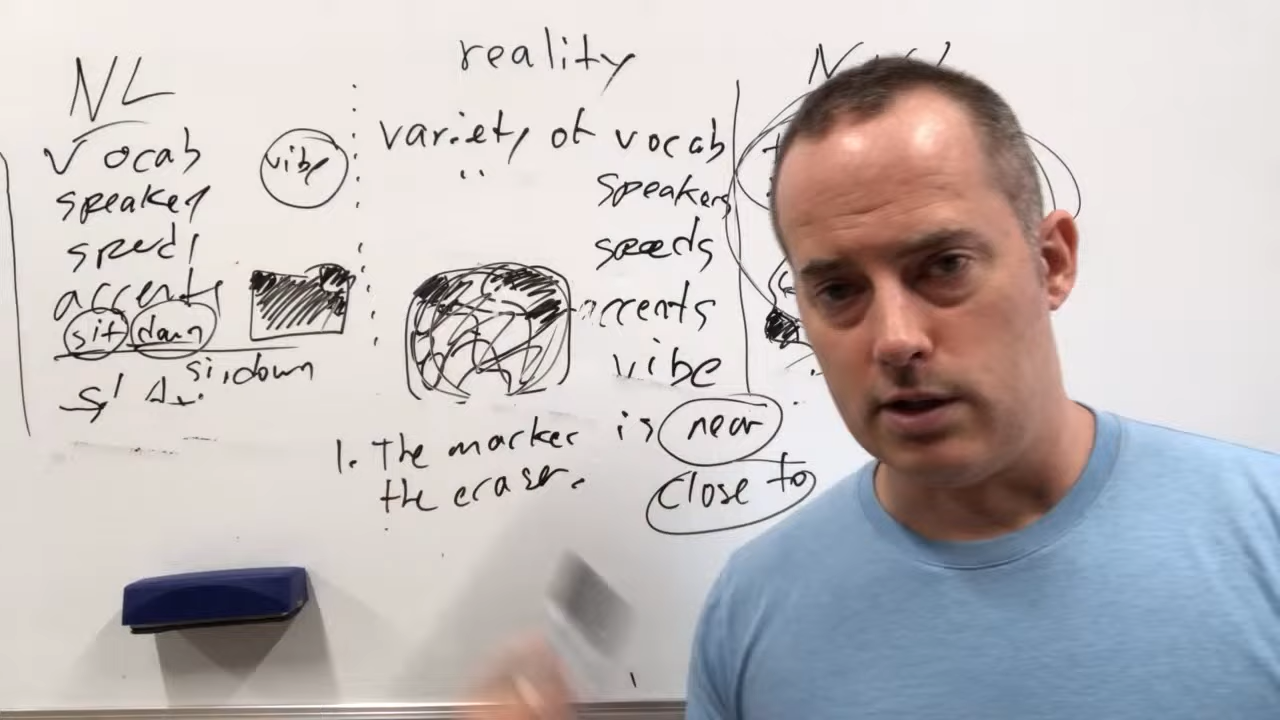 NL
vocab
speaker
speed
accents
sit down
sidown
vibe
reality
variety of vocab
" speakers
speeds
accents
vibe
1. The marker is near
the eraser. close to